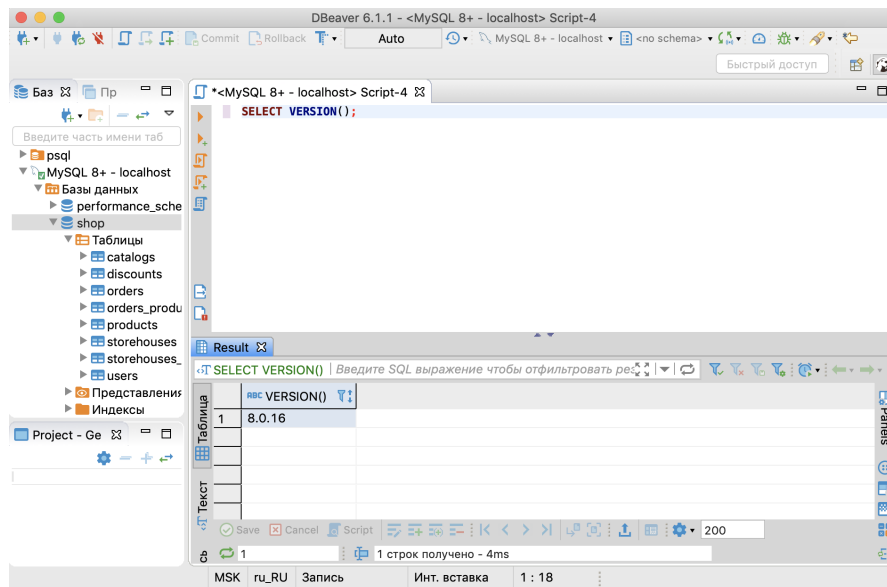 DBeaver 6.1.1 - <MySQL 8+ - localhost> Script-4
Commit Rollback Auto MySQL 8+ - localhost <no schema>
Быстрый доступ
Баз Пр *<MySQL 8+ - localhost> Script-4
SELECT VERSION();
Введите часть имени таб
psql
MySQL 8+ - localhost
Базы данных
performance_sche
shop
Таблицы
catalogs
discounts
orders
orders_produ
products
storehouses
storehouses_
users
Представления
Индексы
Project - Ge
Result
SELECT VERSION() Введите SQL выражение чтобы отфильтровать рез
Таблица
Текст
ABC VERSION()
1 8.0.16
Panels
Save Cancel Script 200
1 1 строк получено - 4ms
MSK ru_RU Запись Инт. вставка 1 : 18